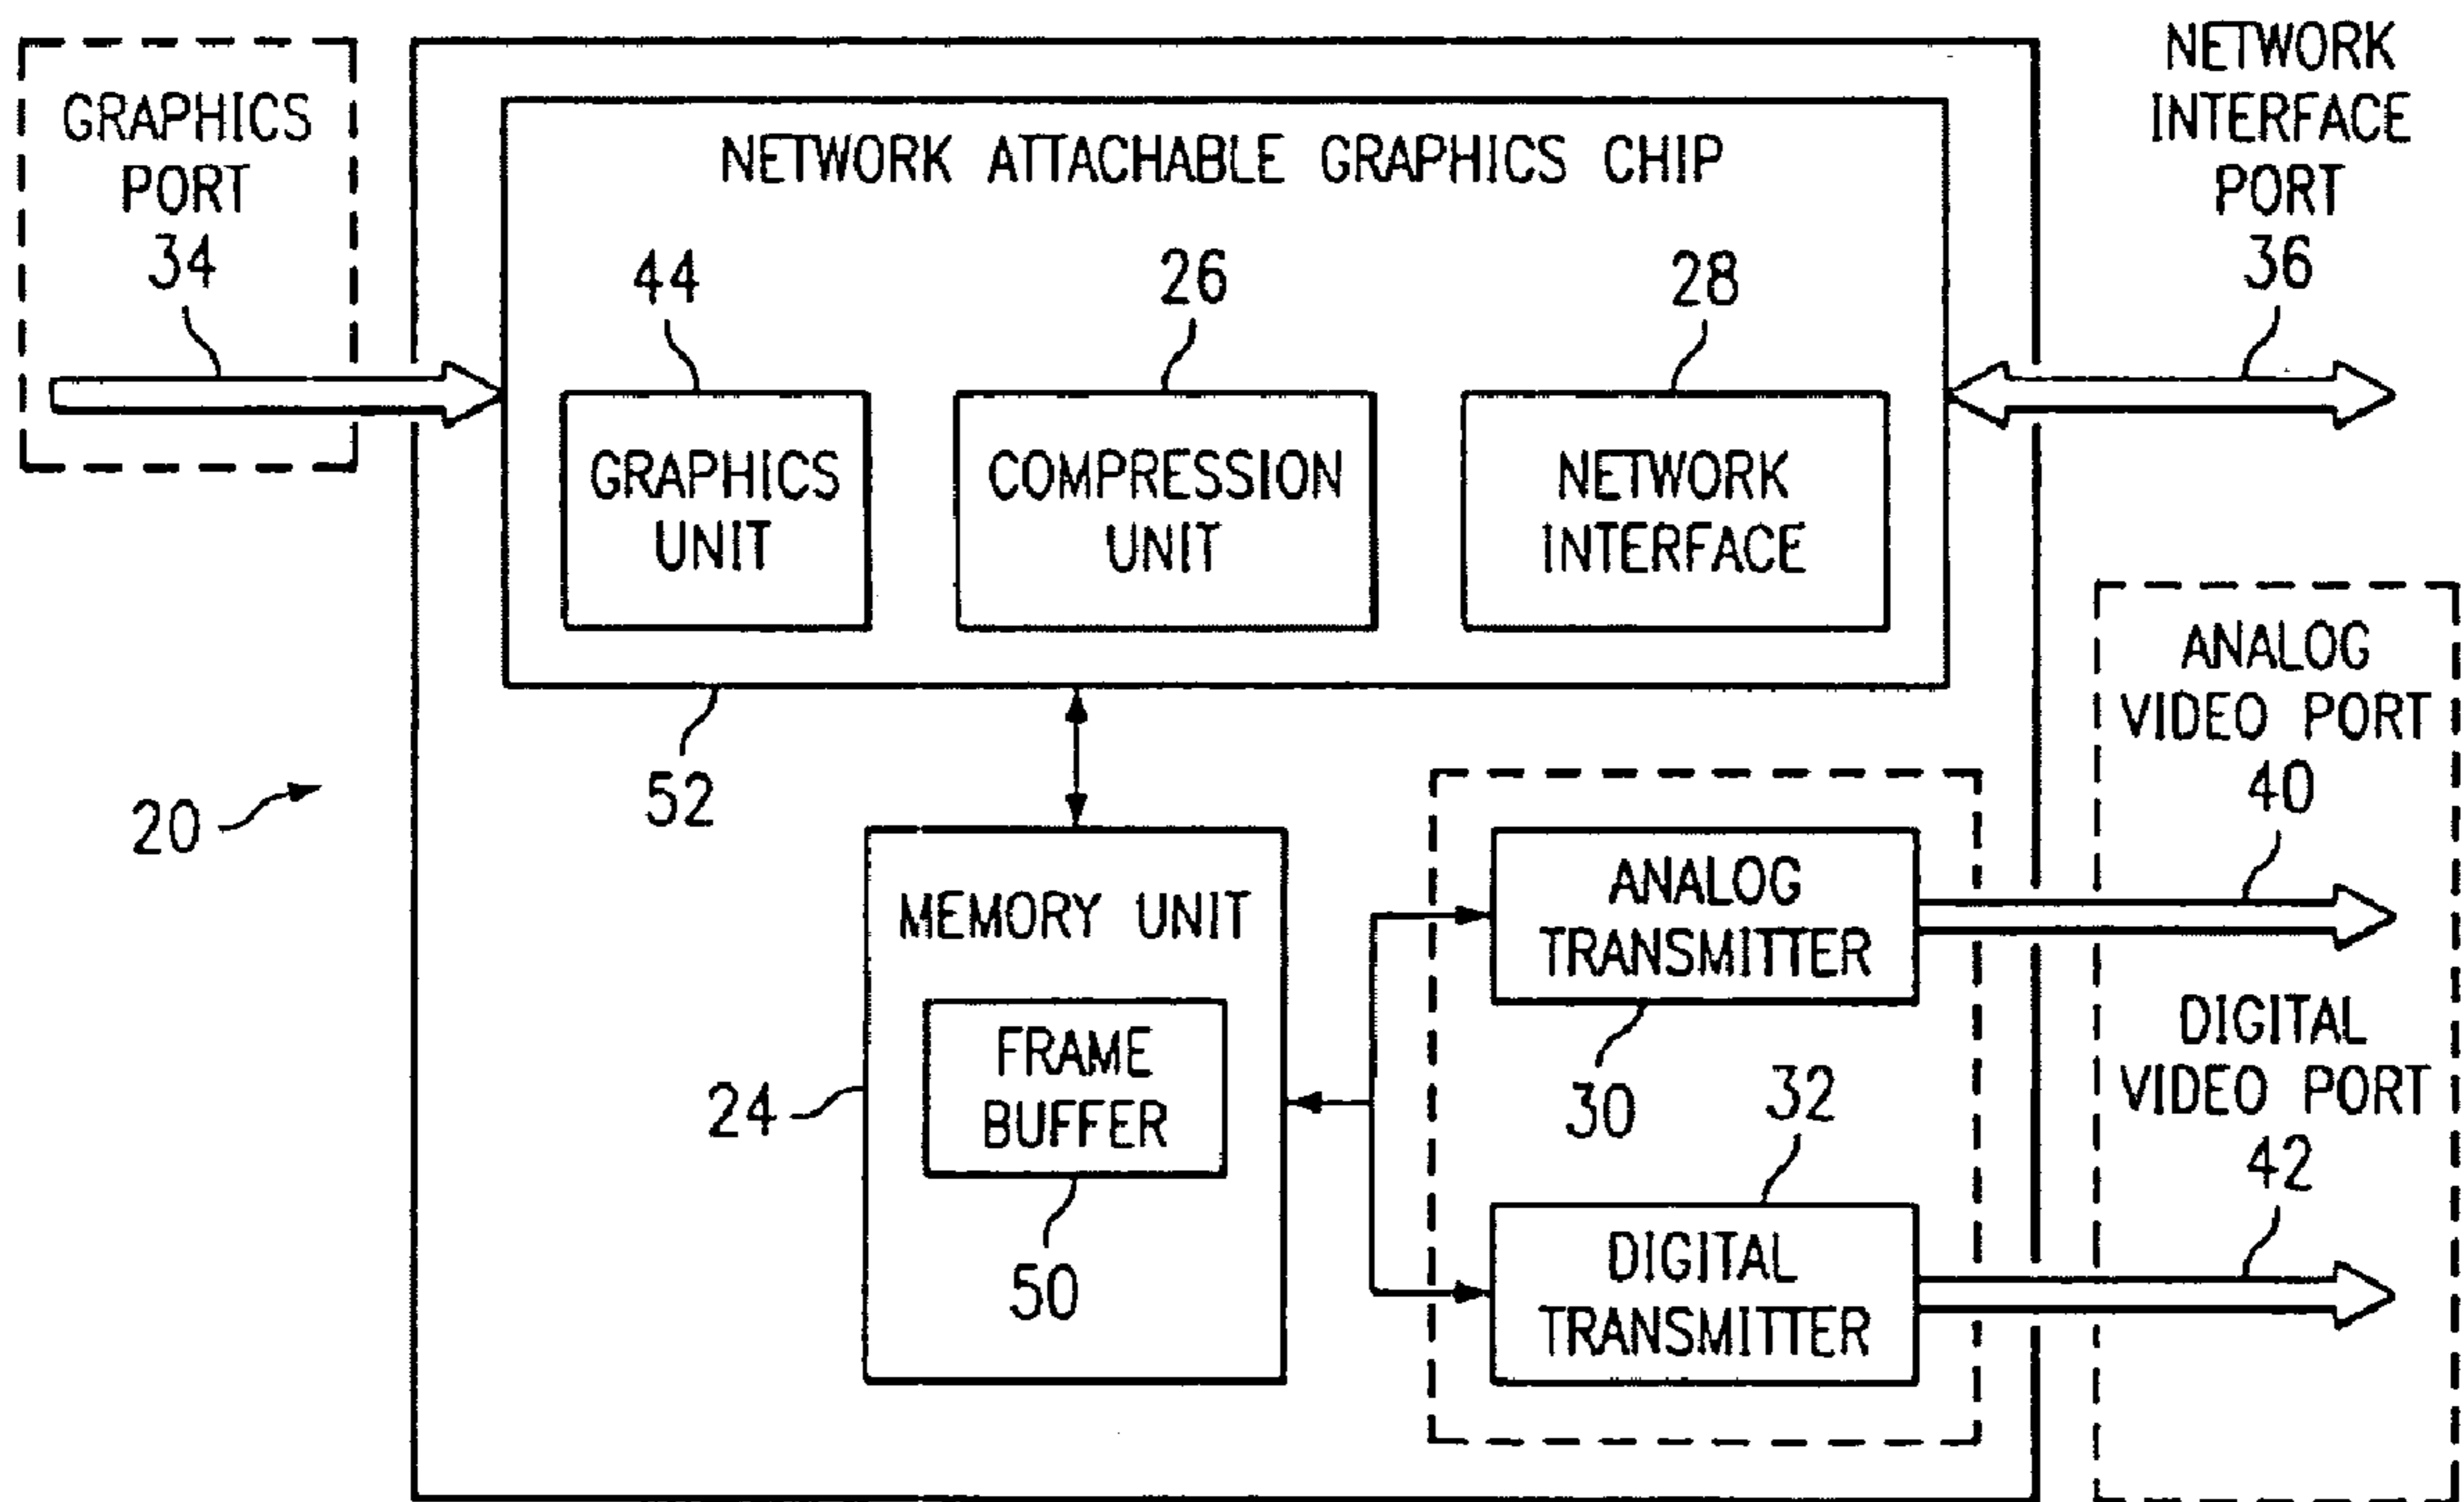 GRAPHICS
PORT
34
NETWORK ATTACHABLE GRAPHICS CHIP
44
26
28
GRAPHICS
UNIT
COMPRESSION
UNIT
NETWORK
INTERFACE
NETWORK
INTERFACE
PORT
36
52
20
MEMORY UNIT
FRAME
BUFFER
24
50
ANALOG
TRANSMITTER
30
32
DIGITAL
TRANSMITTER
ANALOG
VIDEO PORT
40
DIGITAL
VIDEO PORT
42